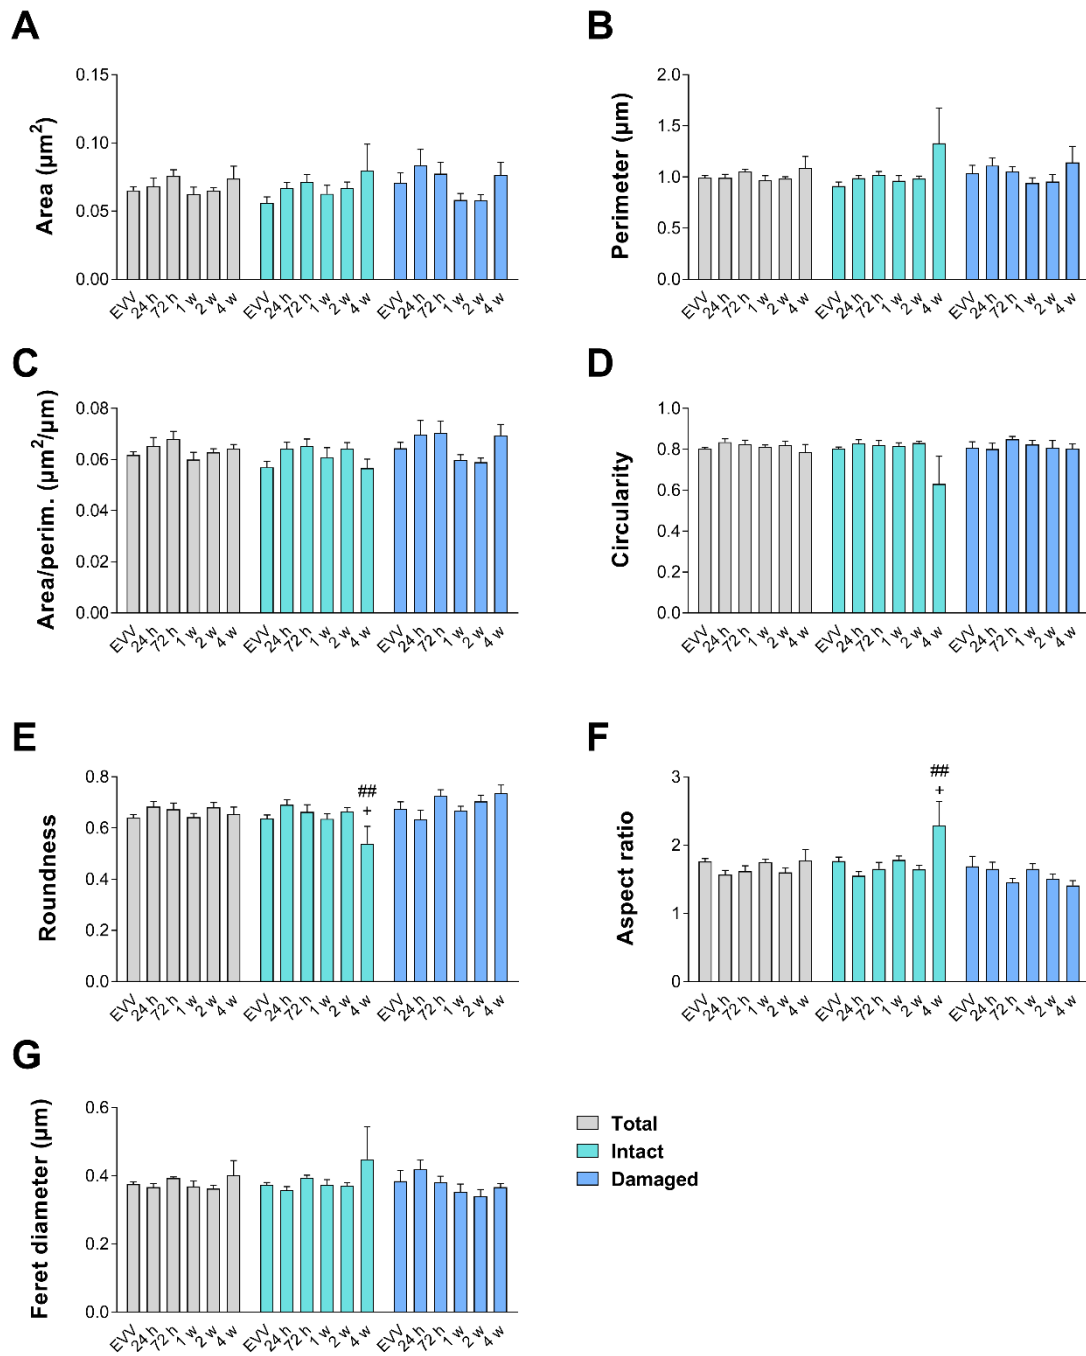 A
Area (µm²)
0.15
0.10
0.05
0.00
EVV 24 h 72 h 1 w 2 w 4 w EVV 24 h 72 h 1 w 2 w 4 w EVV 24 h 72 h 1 w 2 w 4 w
B
Perimeter (µm)
2.0
1.5
1.0
0.5
0.0
EVV 24 h 72 h 1 w 2 w 4 w EVV 24 h 72 h 1 w 2 w 4 w EVV 24 h 72 h 1 w 2 w 4 w
C
Area/perim. (µm²/µm)
0.08
0.06
0.04
0.02
0.00
EVV 24 h 72 h 1 w 2 w 4 w EVV 24 h 72 h 1 w 2 w 4 w EVV 24 h 72 h 1 w 2 w 4 w
D
Circularity
1.0
0.8
0.6
0.4
0.2
0.0
EVV 24 h 72 h 1 w 2 w 4 w EVV 24 h 72 h 1 w 2 w 4 w EVV 24 h 72 h 1 w 2 w 4 w
E
Roundness
0.8
0.6
0.4
0.2
0.0
##
+
EVV 24 h 72 h 1 w 2 w 4 w EVV 24 h 72 h 1 w 2 w 4 w EVV 24 h 72 h 1 w 2 w 4 w
F
Aspect ratio
3
2
1
0
##
+
EVV 24 h 72 h 1 w 2 w 4 w EVV 24 h 72 h 1 w 2 w 4 w EVV 24 h 72 h 1 w 2 w 4 w
G
Feret diameter (µm)
0.6
0.4
0.2
0.0
EVV 24 h 72 h 1 w 2 w 4 w EVV 24 h 72 h 1 w 2 w 4 w EVV 24 h 72 h 1 w 2 w 4 w
Total
Intact
Damaged